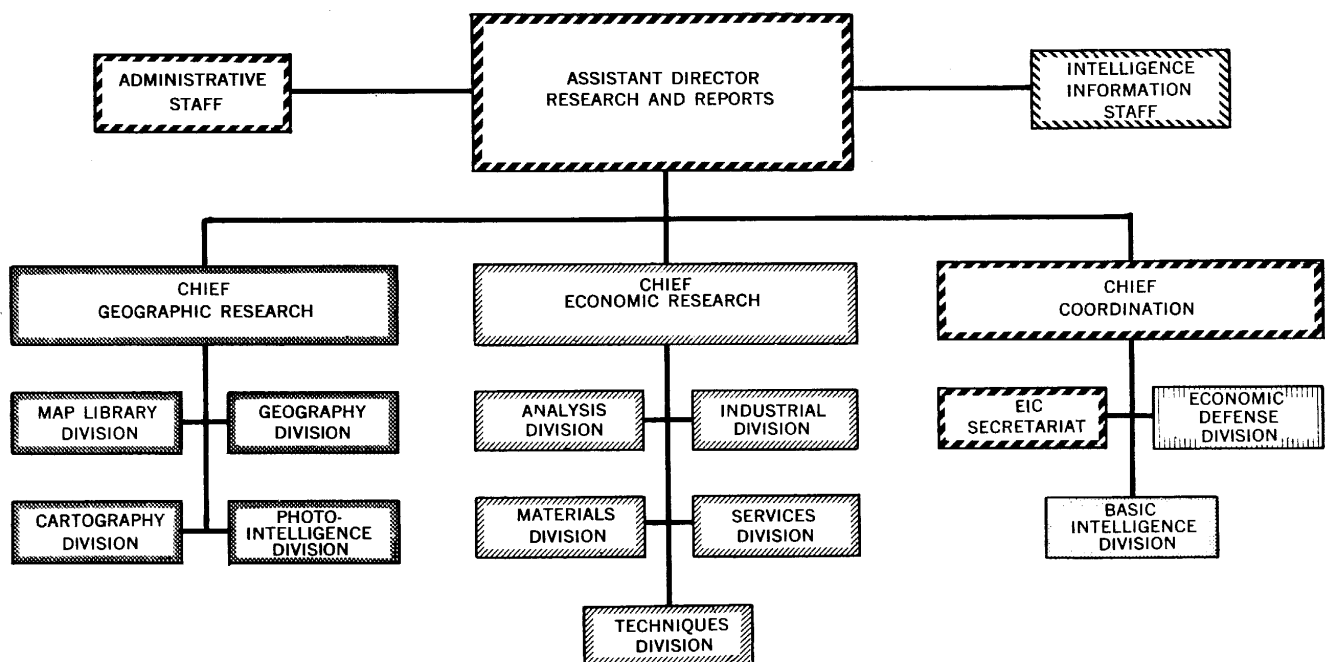 ADMINISTRATIVE
STAFF
ASSISTANT DIRECTOR
RESEARCH AND REPORTS
INTELLIGENCE
INFORMATION
STAFF
CHIEF
GEOGRAPHIC RESEARCH
CHIEF
ECONOMIC RESEARCH
CHIEF
COORDINATION
MAP LIBRARY
DIVISION
GEOGRAPHY
DIVISION
CARTOGRAPHY
DIVISION
PHOTO-
INTELLIGENCE
DIVISION
ANALYSIS
DIVISION
INDUSTRIAL
DIVISION
MATERIALS
DIVISION
SERVICES
DIVISION
TECHNIQUES
DIVISION
EIC
SECRETARIAT
ECONOMIC
DEFENSE
DIVISION
BASIC
INTELLIGENCE
DIVISION